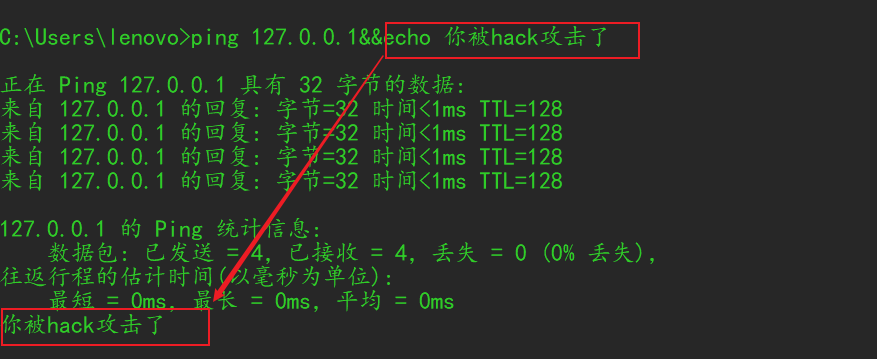 C:\Users\lenovo>ping 127.0.0.1&&echo 你被hack攻击了
正在 Ping 127.0.0.1 具有 32 字节的数据:
来自 127.0.0.1 的回复: 字节=32 时间<1ms TTL=128
来自 127.0.0.1 的回复: 字节=32 时间<1ms TTL=128
来自 127.0.0.1 的回复: 字节=32 时间<1ms TTL=128
来自 127.0.0.1 的回复: 字节=32 时间<1ms TTL=128
127.0.0.1 的 Ping 统计信息:
数据包: 已发送 = 4, 已接收 = 4, 丢失 = 0 (0% 丢失),
往返行程的估计时间(以毫秒为单位):
最短 = 0ms, 最长 = 0ms, 平均 = 0ms
你被hack攻击了